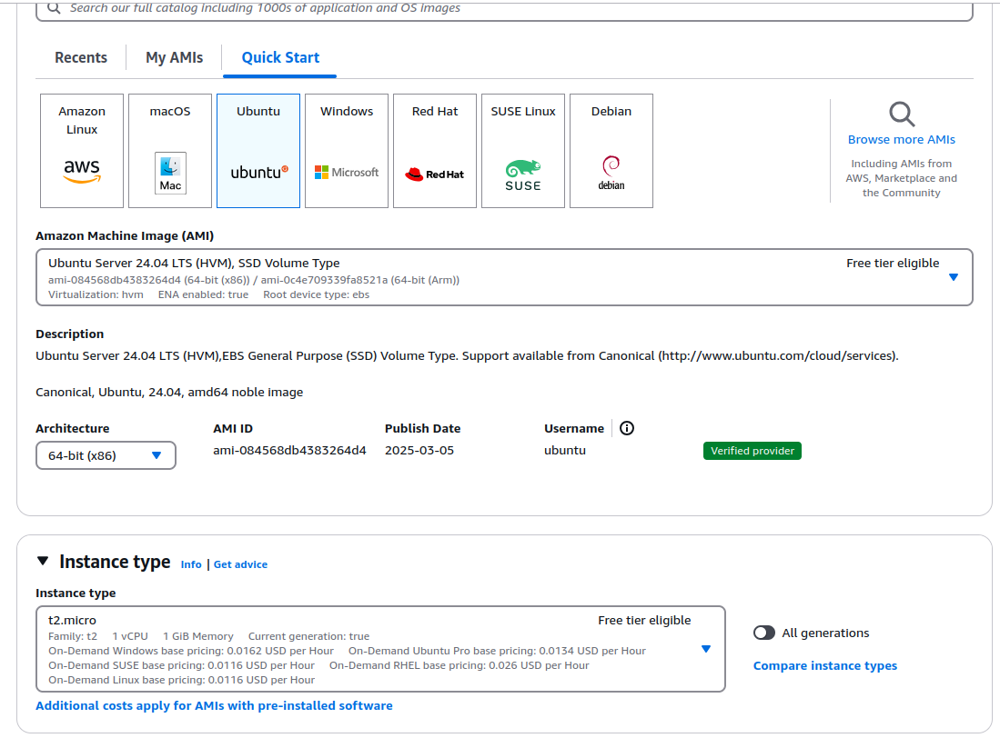 Search our full catalog including 1000s of application and OS images
Recents
My AMIs
Quick Start
Amazon
Linux
aws
macOS
Mac
Ubuntu
ubuntu
Windows
Microsoft
Red Hat
Red Hat
SUSE Linux
SUSE
Debian
debian
Browse more AMIs
Including AMIs from
AWS, Marketplace and
the Community
Amazon Machine Image (AMI)
Ubuntu Server 24.04 LTS (HVM), SSD Volume Type
Free tier eligible
ami-084568db4383264d4 (64-bit (x86)) / ami-0c4e709339fa8521a (64-bit (Arm))
Virtualization: hvm ENA enabled: true Root device type: ebs
Description
Ubuntu Server 24.04 LTS (HVM),EBS General Purpose (SSD) Volume Type. Support available from Canonical (http://www.ubuntu.com/cloud/services).
Canonical, Ubuntu, 24.04, amd64 noble image
Architecture AMI ID Publish Date Username
64-bit (x86) ami-084568db4383264d4 2025-03-05 ubuntu Verified provider
Instance type Info | Get advice
Instance type
t2.micro
Free tier eligible
Family: t2 1 vCPU 1 GiB Memory Current generation: true
On-Demand Windows base pricing: 0.0162 USD per Hour On-Demand Ubuntu Pro base pricing: 0.0134 USD per Hour
On-Demand SUSE base pricing: 0.0116 USD per Hour On-Demand RHEL base pricing: 0.026 USD per Hour
On-Demand Linux base pricing: 0.0116 USD per Hour
All generations
Compare instance types
Additional costs apply for AMIs with pre-installed software